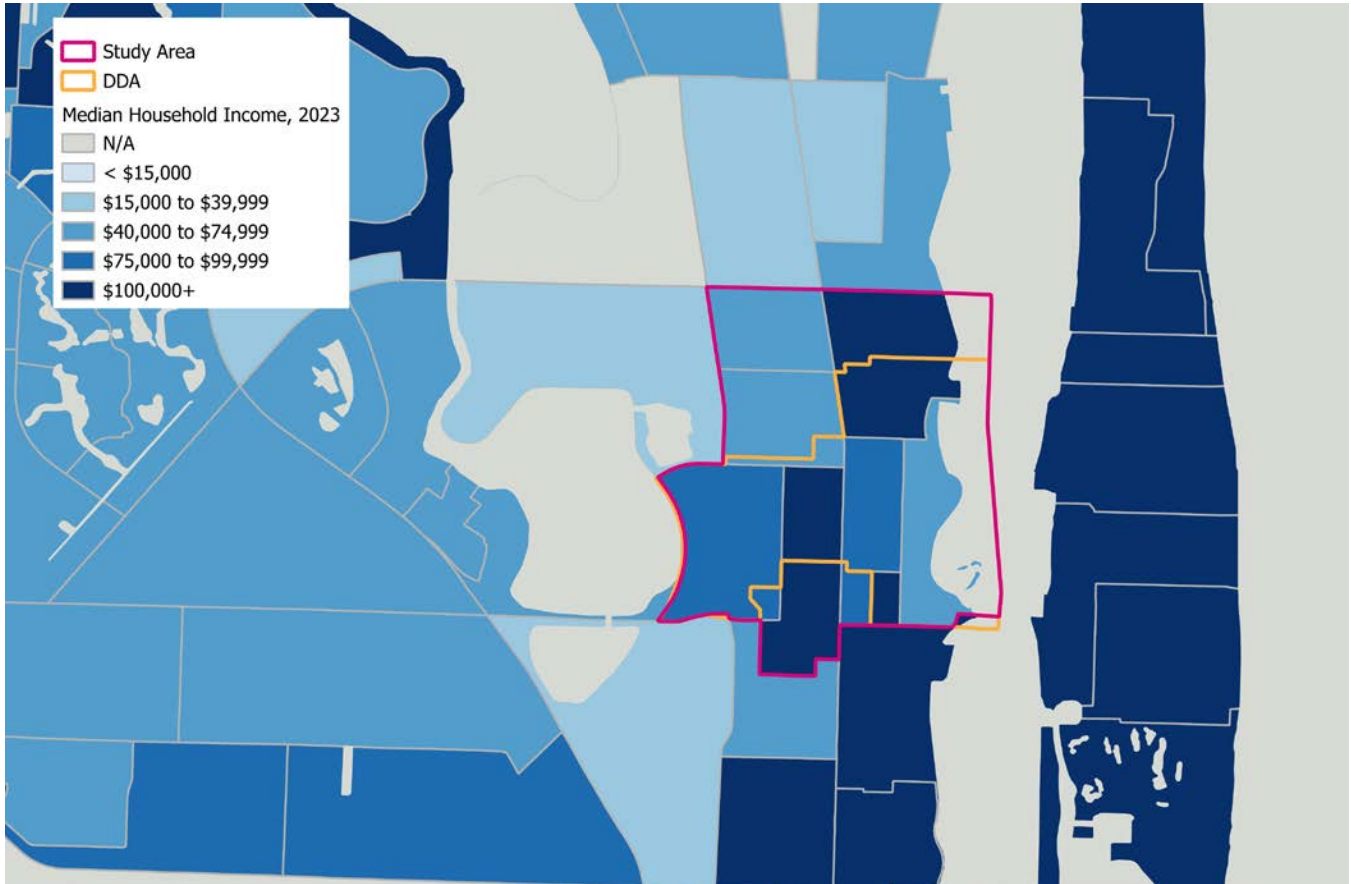 Study Area
DDA
Median Household Income, 2023
N/A
< $15,000
$15,000 to $39,999
$40,000 to $74,999
$75,000 to $99,999
$100,000+